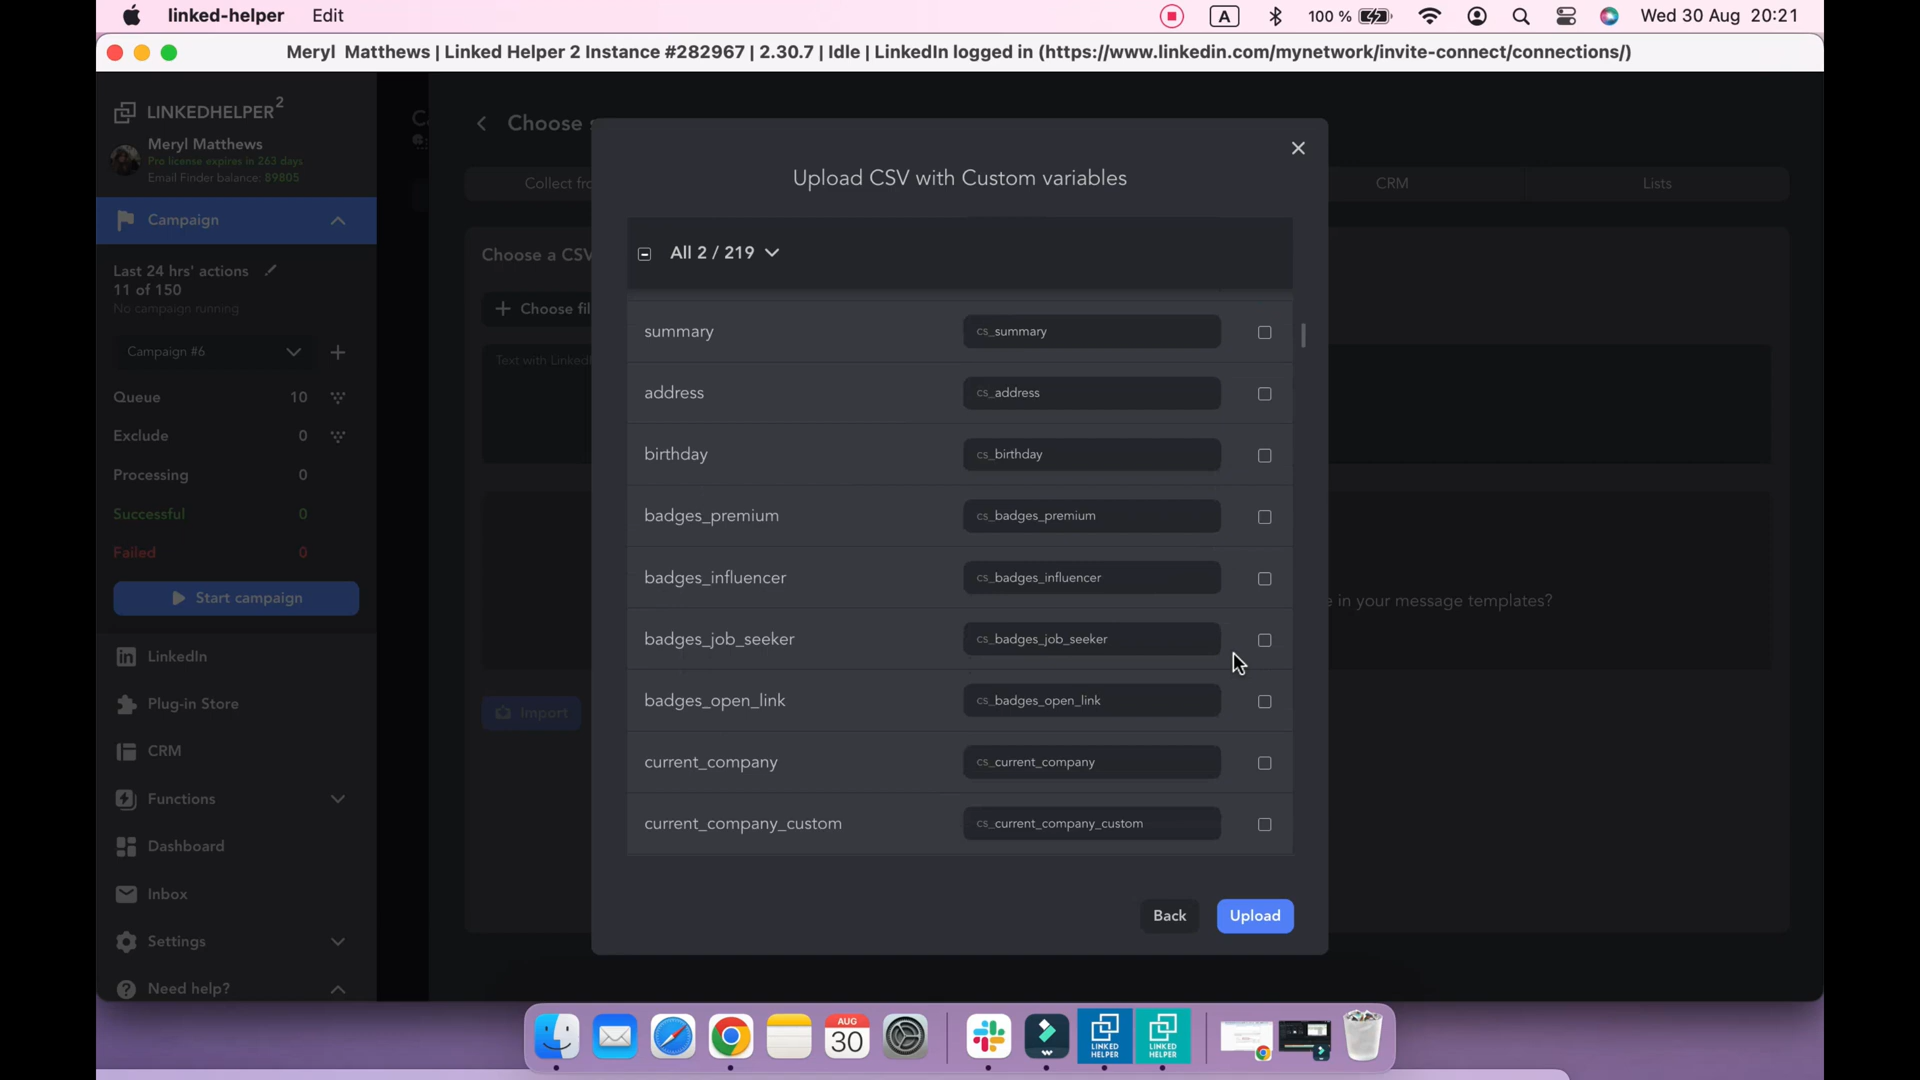 linked-helper Edit
A 100 % Wed 30 Aug 20:21
Meryl Matthews | Linked Helper 2 Instance #282967 | 2.30.7 | Idle | LinkedIn logged in (https://www.linkedin.com/mynetwork/invite-connect/connections/)
LINKEDHELPER2
Meryl Matthews
Pro license expires in 263 days
Email Finder balance: 89805
Campaign
Last 24 hrs' actions
11 of 150
No campaign running
Campaign #6
Queue 10
Exclude 0
Processing 0
Successful 0
Failed 0
Start campaign
LinkedIn
Plug-in Store
CRM
Functions
Dashboard
Inbox
Settings
Need help?
Choose
Collect
CRM
Lists
Choose a CSV
Choose
Text with
in your message templates?
Import
Upload CSV with Custom variables
All 2 / 219
summary cs_summary
address cs_address
birthday cs_birthday
badges_premium cs_badges_premium
badges_influencer cs_badges_influencer
badges_job_seeker cs_badges_job_seeker
badges_open_link cs_badges_open_link
current_company cs_current_company
current_company_custom cs_current_company_custom
Back Upload
AUG
30
LINKED
HELPER
LINKED
HELPER